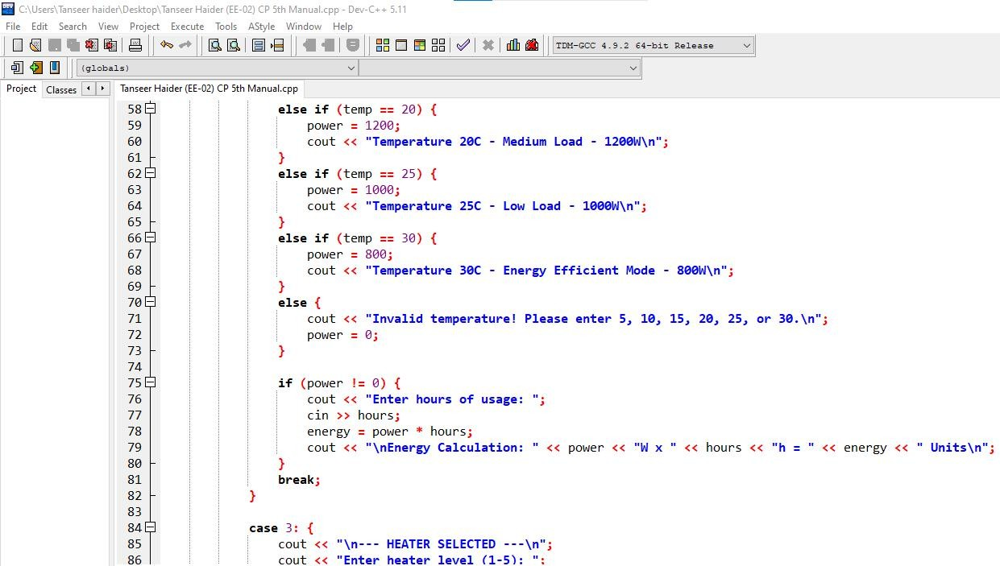 C:\Users\Tanseer haider\Desktop\Tanseer Haider (EE-02) CP 5th Manual.cpp - Dev-C++ 5.11
File Edit Search View Project Execute Tools AStyle Window Help
TDM-GCC 4.9.2 64-bit Release
(globals)
Project Classes Tanseer Haider (EE-02) CP 5th Manual.cpp
58 else if (temp == 20) {
59 power = 1200;
60 cout << "Temperature 20C - Medium Load - 1200W\n";
61 }
62 else if (temp == 25) {
63 power = 1000;
64 cout << "Temperature 25C - Low Load - 1000W\n";
65 }
66 else if (temp == 30) {
67 power = 800;
68 cout << "Temperature 30C - Energy Efficient Mode - 800W\n";
69 }
70 else {
71 cout << "Invalid temperature! Please enter 5, 10, 15, 20, 25, or 30.\n";
72 power = 0;
73 }
74
75 if (power != 0) {
76 cout << "Enter hours of usage: ";
77 cin >> hours;
78 energy = power * hours;
79 cout << "\nEnergy Calculation: " << power << "W x " << hours << "h = " << energy << " Units\n";
80 }
81 break;
82 }
83
84 case 3: {
85 cout << "\n--- HEATER SELECTED ---\n";
86 cout << "Enter heater level (1-5): ";